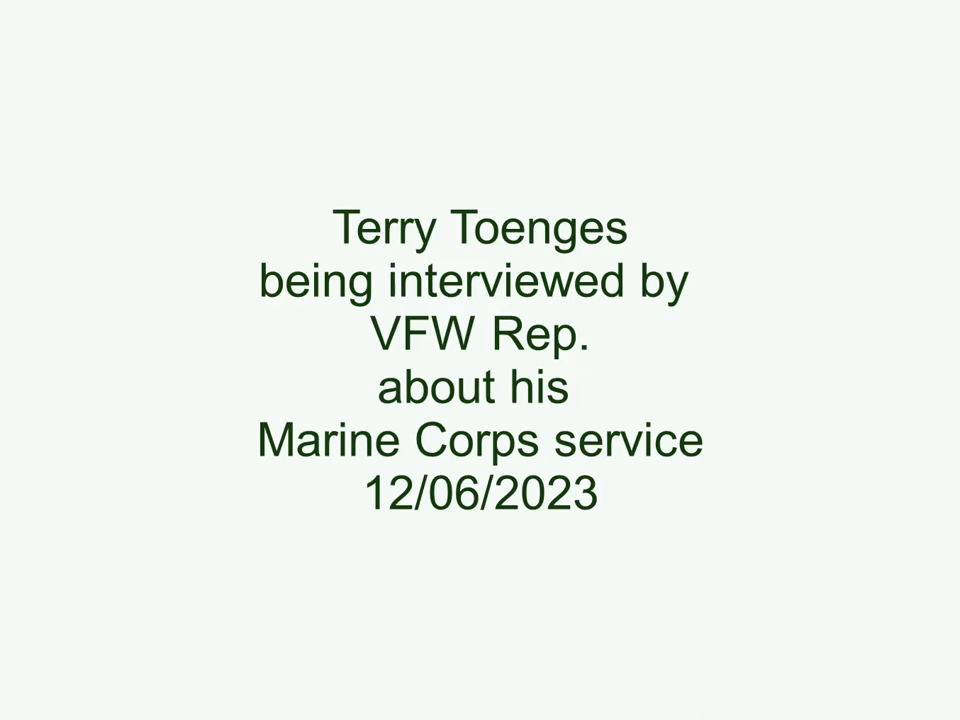 Terry Toenges
being interviewed by
VFW Rep.
about his
Marine Corps service
12/06/2023